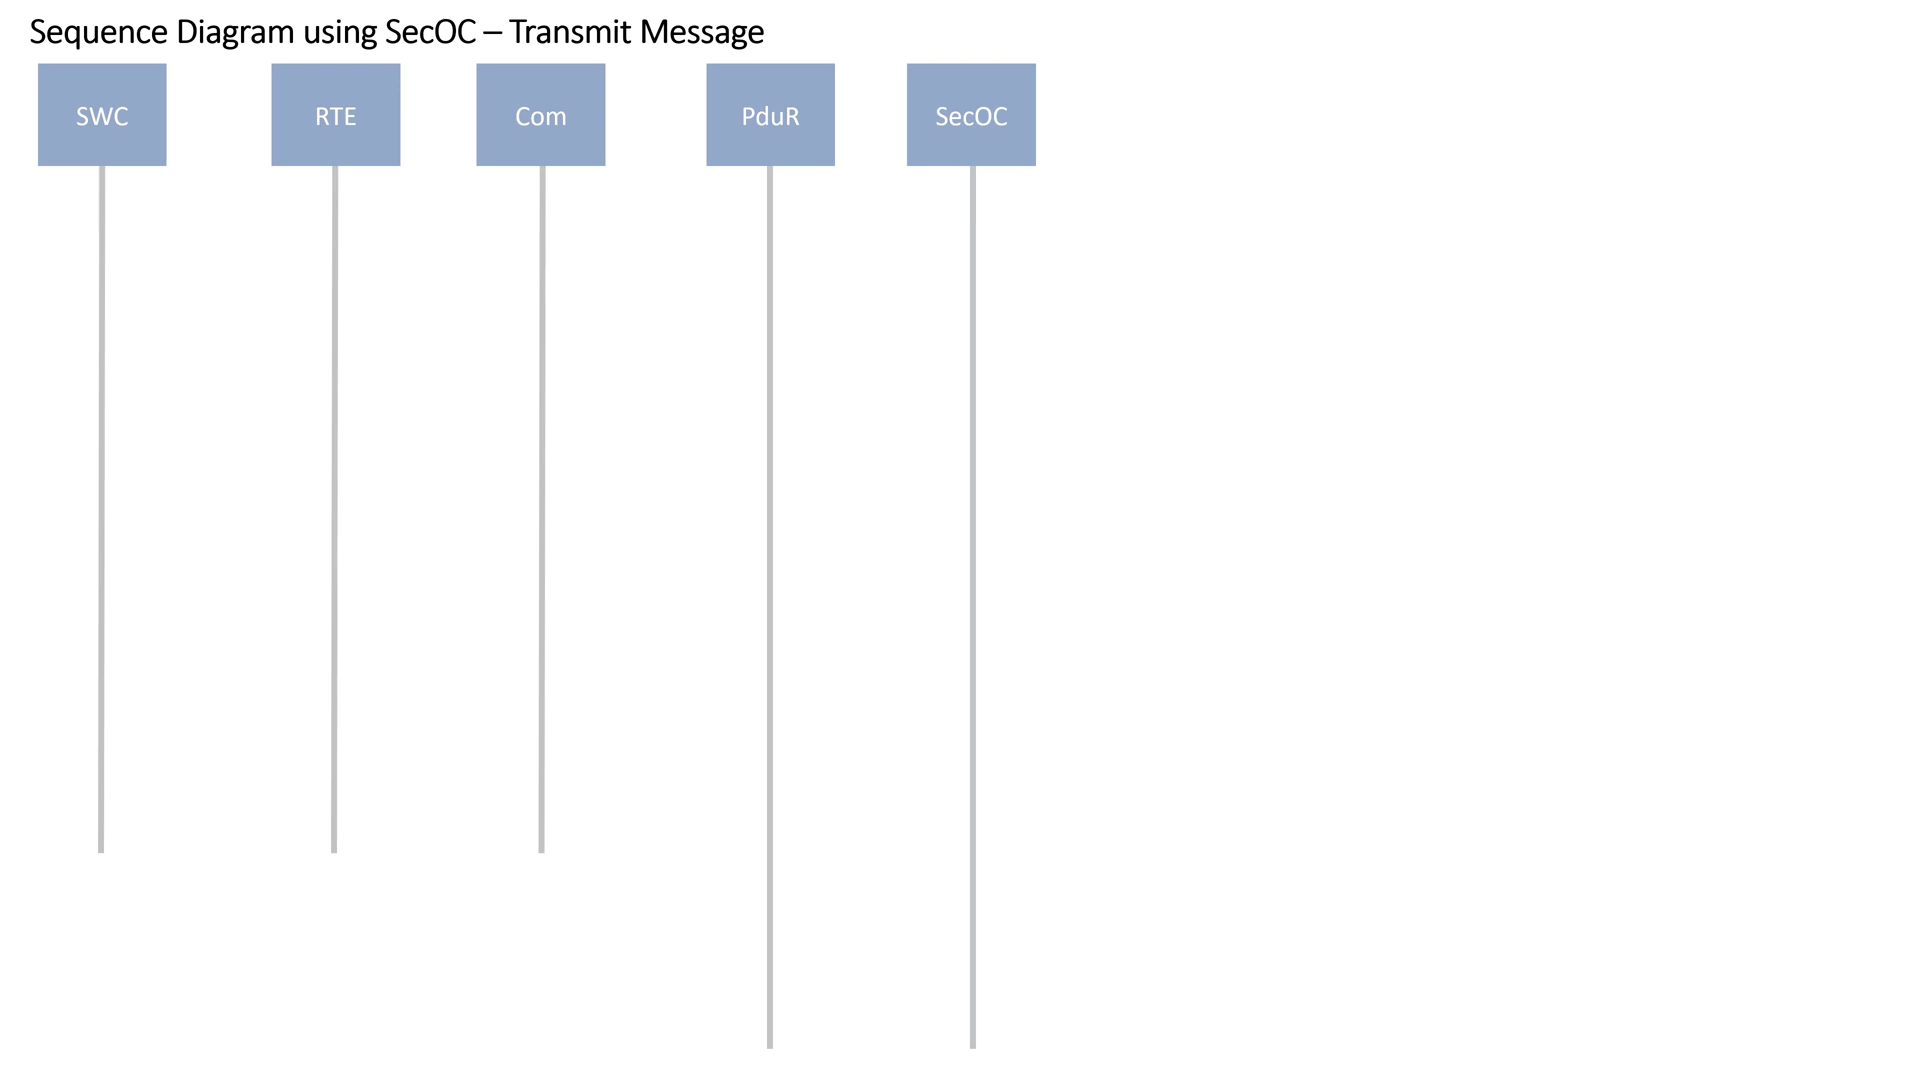 Sequence Diagram using SecOC – Transmit Message
SWC
RTE
Com
PduR
SecOC